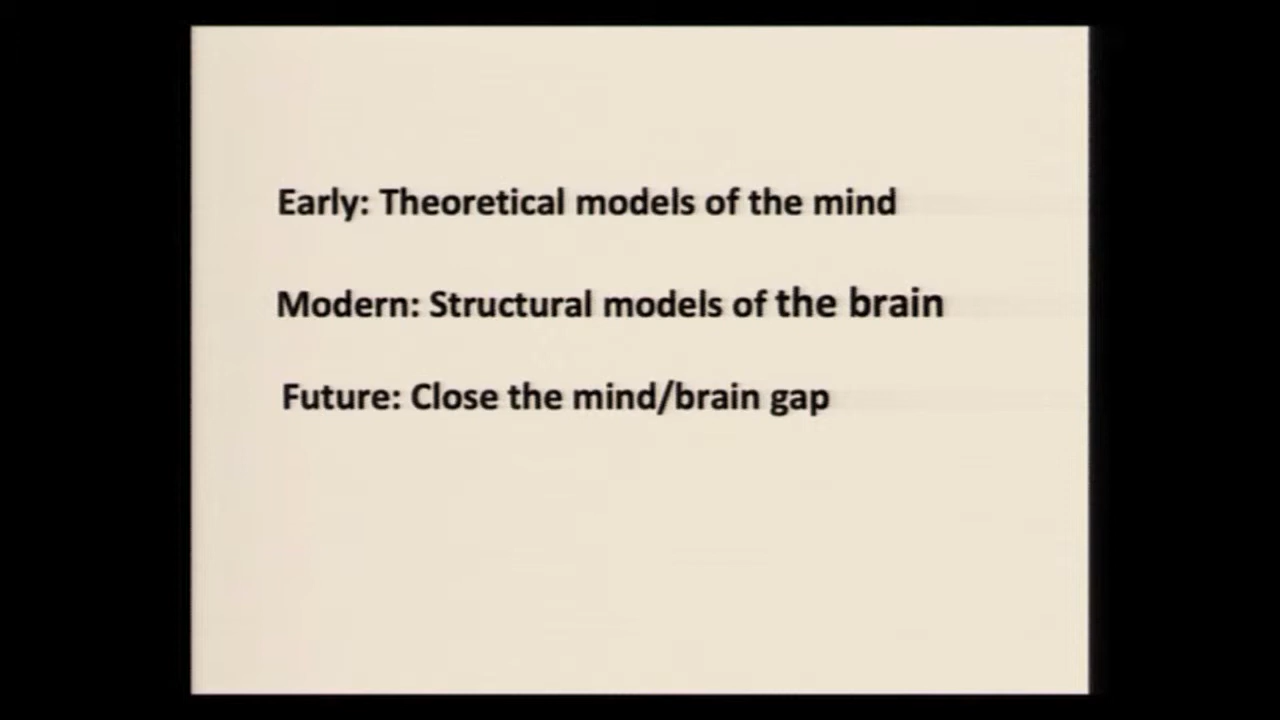 Early: Theoretical models of the mind
Modern: Structural models of the brain
Future: Close the mind/brain gap